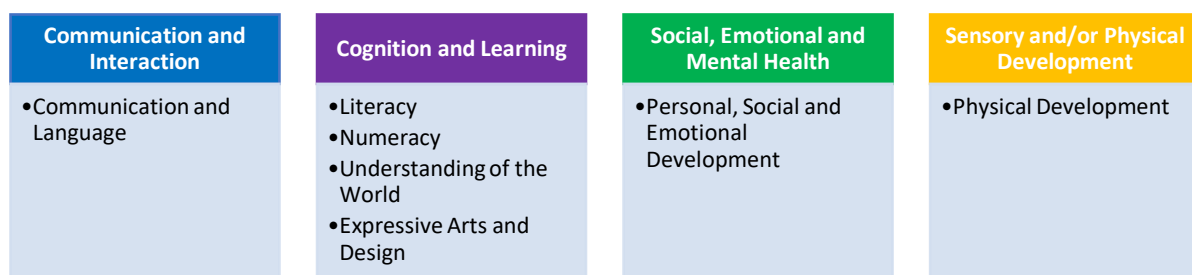 Communication and
Interaction
•Communication and
Language
Cognition and Learning
•Literacy
•Numeracy
•Understanding of the
World
•Expressive Arts and
Design
Social, Emotional and
Mental Health
•Personal, Social and
Emotional
Development
Sensory and/or Physical
Development
•Physical Development